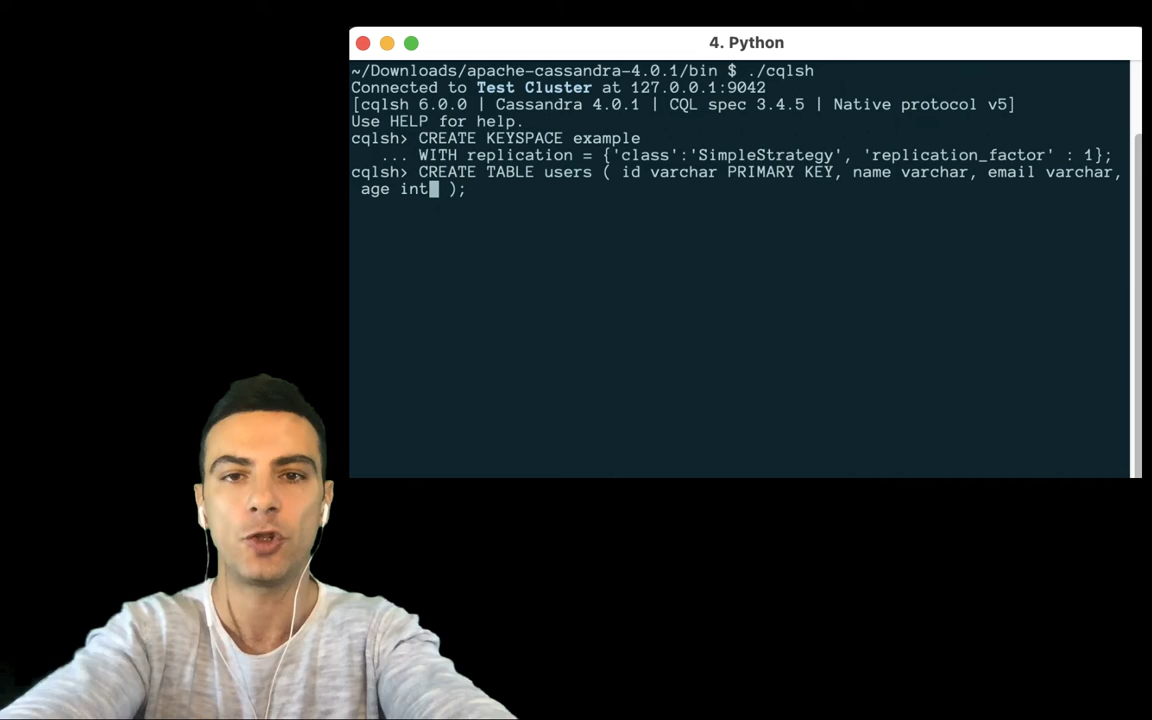 4. Python
~/Downloads/apache-cassandra-4.0.1/bin $ ./cqlsh
Connected to Test Cluster at 127.0.0.1:9042
[cqlsh 6.0.0 | Cassandra 4.0.1 | CQL spec 3.4.5 | Native protocol v5]
Use HELP for help.
cqlsh> CREATE KEYSPACE example
... WITH replication = {'class':'SimpleStrategy', 'replication_factor' : 1};
cqlsh> CREATE TABLE users ( id varchar PRIMARY KEY, name varchar, email varchar,
age int );